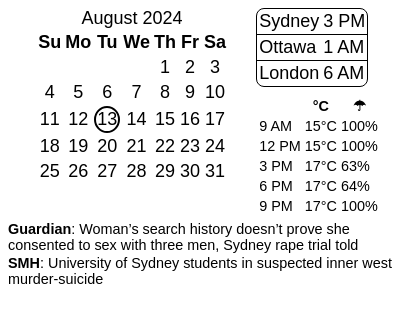 August 2024
Su Mo Tu We Th Fr Sa
1 2 3
4 5 6 7 8 9 10
11 12 13 14 15 16 17
18 19 20 21 22 23 24
25 26 27 28 29 30 31
Sydney 3 PM
Ottawa 1 AM
London 6 AM
°C ☂
9 AM 15°C 100%
12 PM 15°C 100%
3 PM 17°C 63%
6 PM 17°C 64%
9 PM 17°C 100%
Guardian: Woman’s search history doesn’t prove she
consented to sex with three men, Sydney rape trial told
SMH: University of Sydney students in suspected inner west
murder-suicide